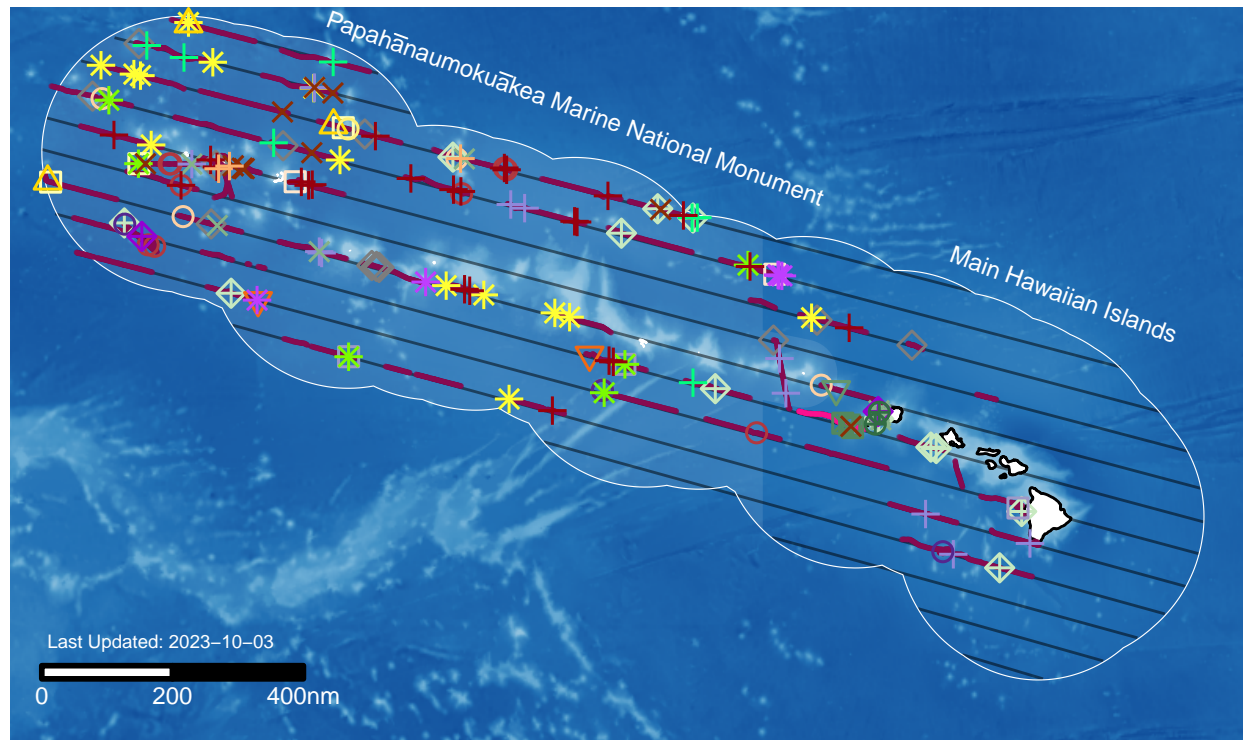 Papahānaumokuākea Marine National Monument
Main Hawaiian Islands
Last Updated: 2023−10−03
0 200 400nm